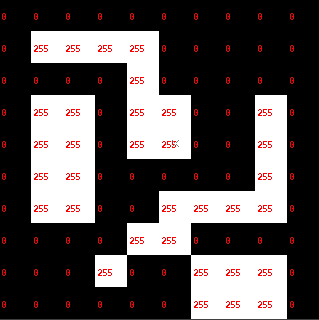 0 0 0 0 0 0 0 0 0 0
0 255 255 255 255 0 0 0 0 0
0 0 0 0 255 0 0 0 0 0
0 255 255 0 255 255 0 0 255 0
0 255 255 0 255 255 0 0 255 0
0 255 255 0 0 0 0 0 255 0
0 255 255 0 0 255 255 255 255 0
0 0 0 0 255 255 0 0 0 0
0 0 0 255 0 0 255 255 255 0
0 0 0 0 0 0 255 255 255 0